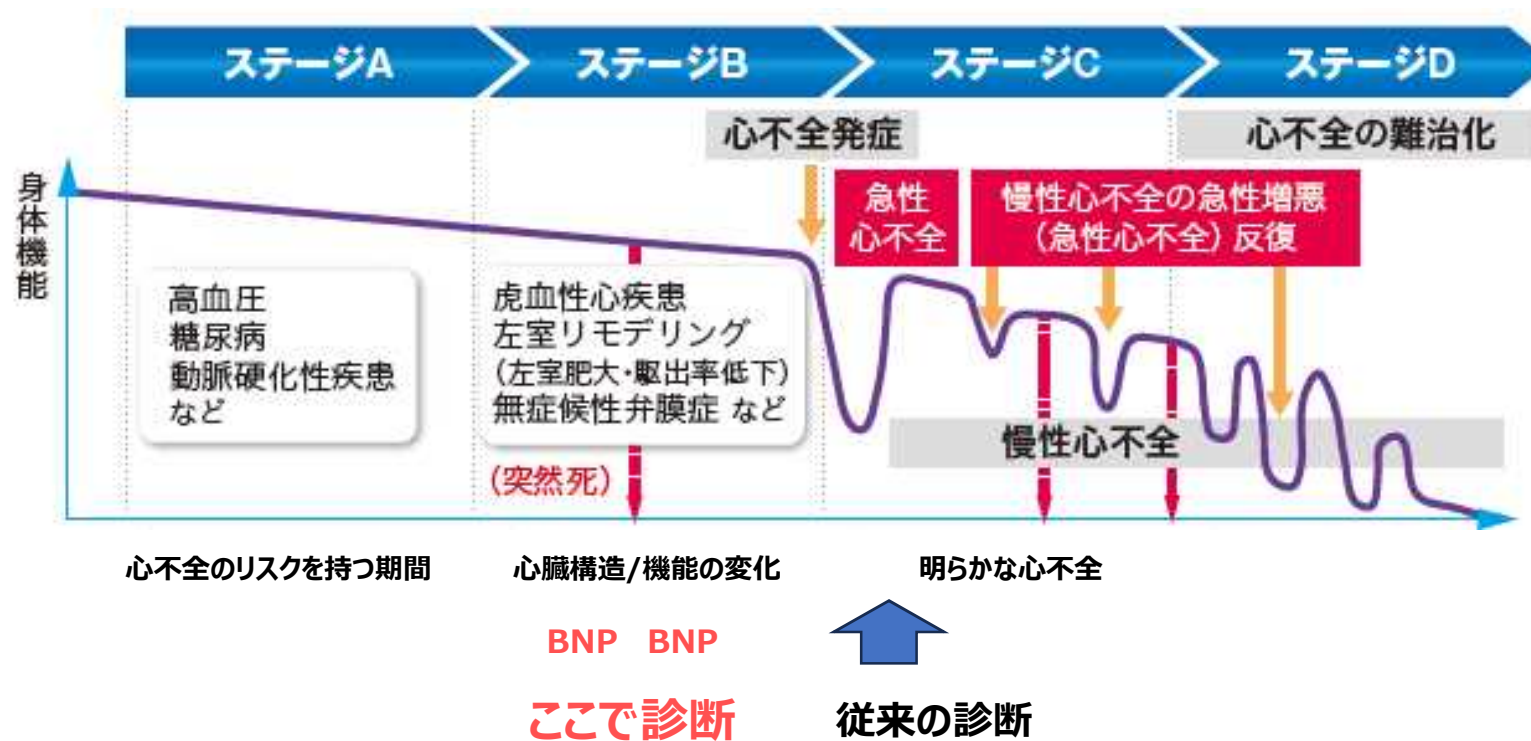 ステージA
ステージB
ステージC
ステージD
心不全発症
心不全の難治化
身体機能
急性
心不全
慢性心不全の急性増悪
(急性心不全)反復
高血圧
糖尿病
動脈硬化性疾患
など
虎血性心疾患
左室リモデリング
(左室肥大・駆出率低下)
無症候性弁膜症 など
慢性心不全
(突然死)
心不全のリスクを持つ期間
心臓構造/機能の変化
明らかな心不全
BNP BNP
ここで診断
従来の診断